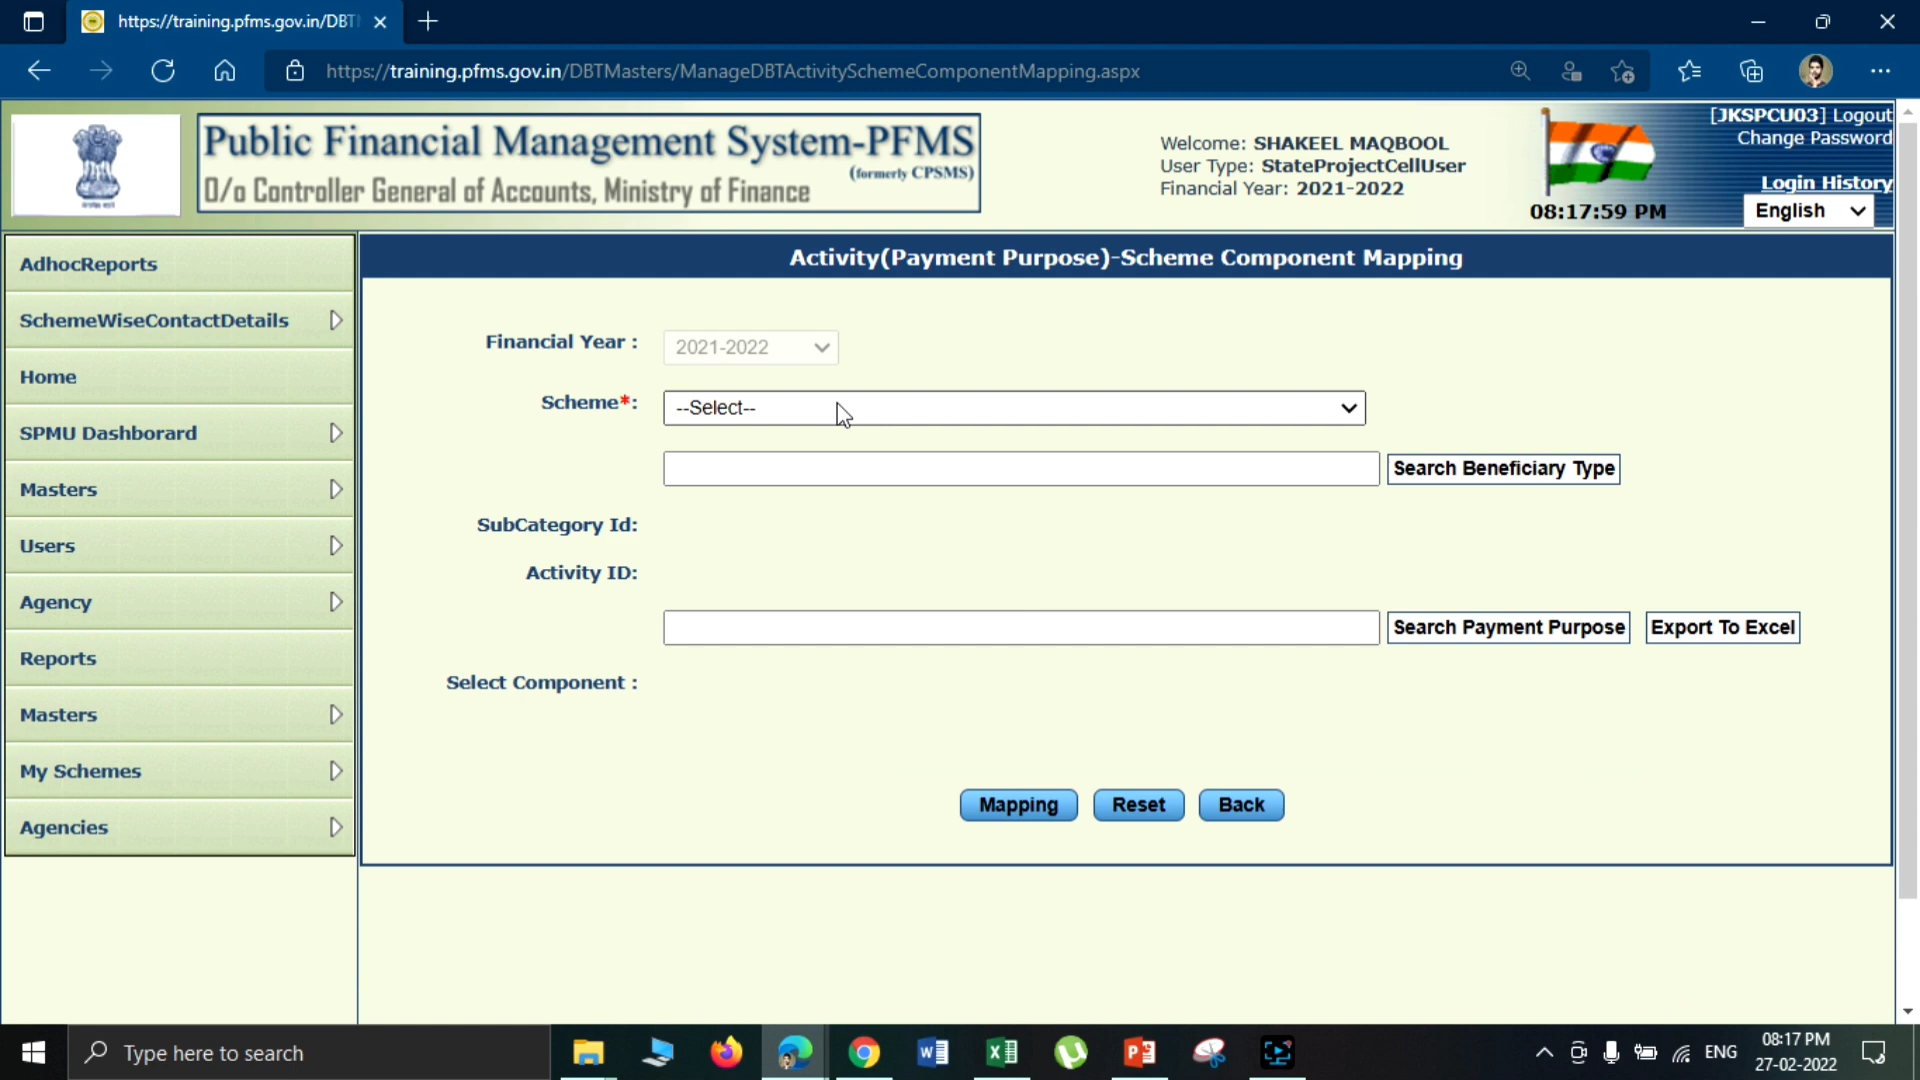 https://training.pfms.gov.in/DBT
https://training.pfms.gov.in/DBTMasters/ManageDBTActivitySchemeComponentMapping.aspx
Public Financial Management System-PFMS
(formerly CPSMS)
O/o Controller General of Accounts, Ministry of Finance
Welcome: SHAKEEL MAQBOOL
User Type: StateProjectCellUser
Financial Year: 2021-2022
[JKSPCU03] Logout
Change Password
Login History
08:17:59 PM
English
AdhocReports
SchemeWiseContactDetails
Home
SPMU Dashborard
Masters
Users
Agency
Reports
Masters
My Schemes
Agencies
Activity(Payment Purpose)-Scheme Component Mapping
Financial Year :
2021-2022
Scheme*:
--Select--
Search Beneficiary Type
SubCategory Id:
Activity ID:
Search Payment Purpose
Export To Excel
Select Component :
Mapping
Reset
Back
Type here to search
ENG
08:17 PM
27-02-2022